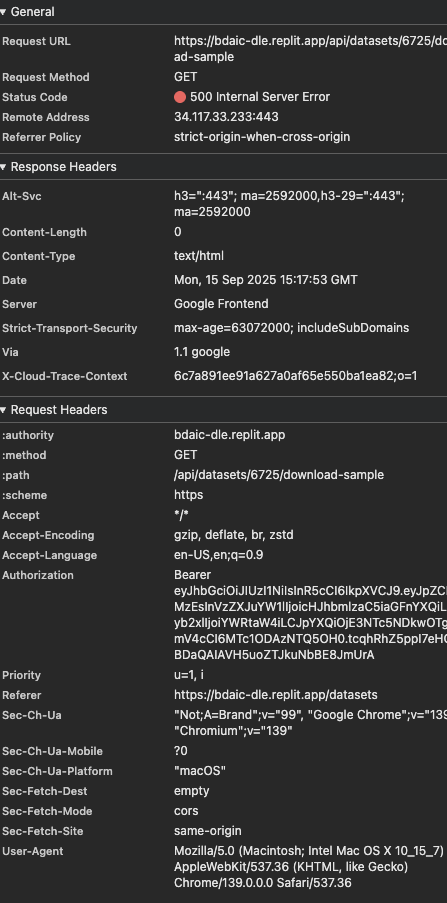 General
Request URL https://bdaic-dle.replit.app/api/datasets/6725/do
ad-sample
Request Method GET
Status Code 500 Internal Server Error
Remote Address 34.117.33.233:443
Referrer Policy strict-origin-when-cross-origin
Response Headers
Alt-Svc h3=":443"; ma=2592000,h3-29=":443";
ma=2592000
Content-Length 0
Content-Type text/html
Date Mon, 15 Sep 2025 15:17:53 GMT
Server Google Frontend
Strict-Transport-Security max-age=63072000; includeSubDomains
Via 1.1 google
X-Cloud-Trace-Context 6c7a891ee91a627a0af65e550ba1ea82;o=1
Request Headers
:authority bdaic-dle.replit.app
:method GET
:path /api/datasets/6725/download-sample
:scheme https
Accept */*
Accept-Encoding gzip, deflate, br, zstd
Accept-Language en-US,en;q=0.9
Authorization Bearer
eyJhbGciOiJIUzI1NiIsInR5cCI6IkpXVCJ9.eyJpZCI
MzEsInVzZXJuYW1lIjoicHJhbmlzaC5iaGFnYXQiL
yb2xlIjoiYWRtaW4iLCJpYXQiOjE3NTc5NDkwOTg
mV4cCI6MTc1ODAzNTQ5OH0.tcqhRhZ5ppI7eHC
BDaQAIAVH5uoZTJkuNbBE8JmUrA
Priority u=1, i
Referer https://bdaic-dle.replit.app/datasets
Sec-Ch-Ua "Not;A=Brand";v="99", "Google Chrome";v="139
"Chromium";v="139"
Sec-Ch-Ua-Mobile ?0
Sec-Ch-Ua-Platform "macOS"
Sec-Fetch-Dest empty
Sec-Fetch-Mode cors
Sec-Fetch-Site same-origin
User-Agent Mozilla/5.0 (Macintosh; Intel Mac OS X 10_15_7)
AppleWebKit/537.36 (KHTML, like Gecko)
Chrome/139.0.0.0 Safari/537.36